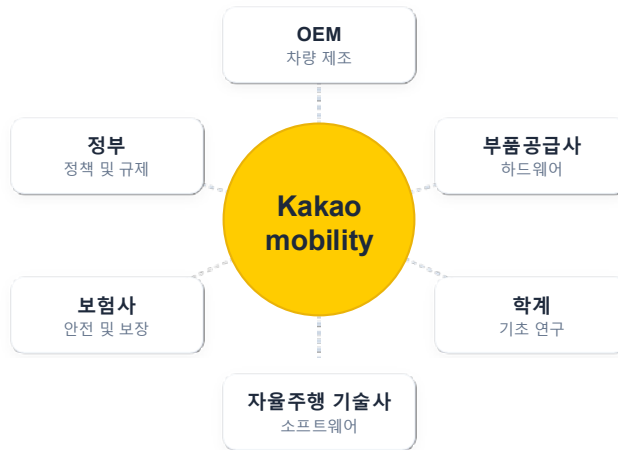 OEM
차량 제조
정부
정책 및 규제
부품공급사
하드웨어
Kakao
mobility
보험사
안전 및 보장
학계
기초 연구
자율주행 기술사
소프트웨어